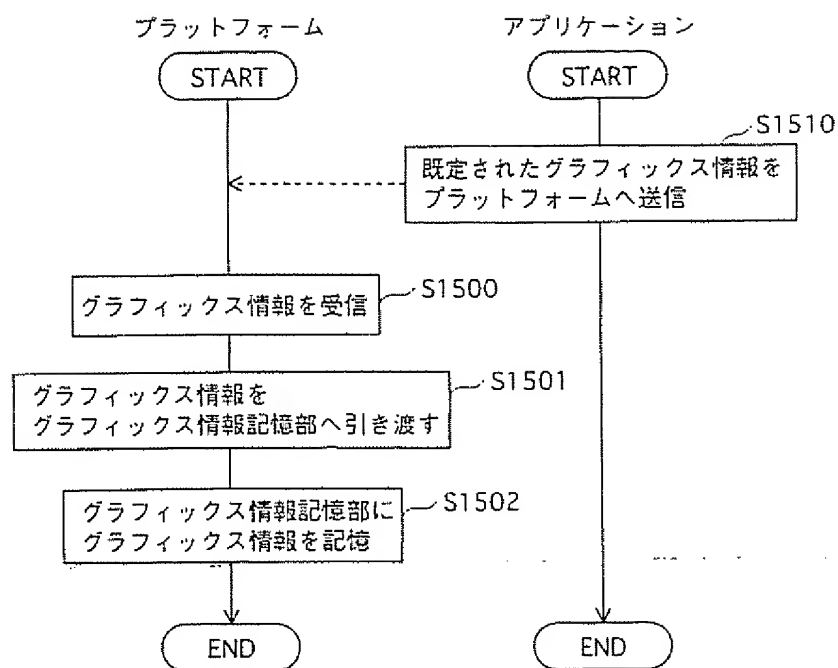 プラットフォーム
アプリケーション
START
START
S1510
既定されたグラフィックス情報を
プラットフォームへ送信
グラフィックス情報を受信
S1500
グラフィックス情報を
グラフィックス情報記憶部へ引き渡す
S1501
グラフィックス情報記憶部に
グラフィックス情報を記憶
S1502
END
END